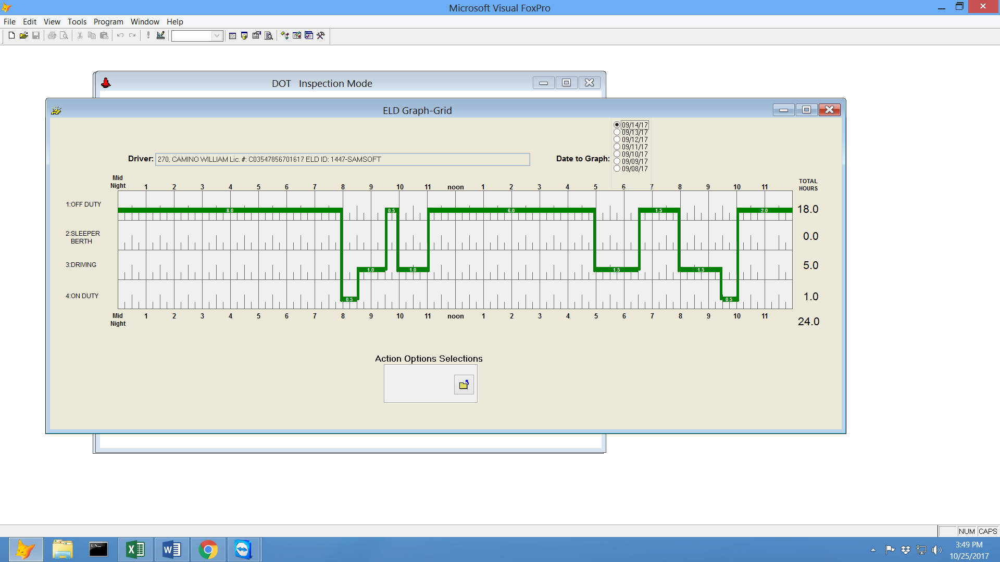 Microsoft Visual FoxPro
File Edit View Tools Program Window Help
DOT Inspection Mode
ELD Graph-Grid
09/14/17
09/13/17
09/12/17
09/11/17
09/10/17
09/09/17
09/08/17
Driver: 270, CAMINO WILLIAM Lic. #: C03547856701617 ELD ID: 1447-SAMSOFT Date to Graph:
Mid Night 1 2 3 4 5 6 7 8 9 10 11 noon 1 2 3 4 5 6 7 8 9 10 11 TOTAL HOURS
1:OFF DUTY 8.0 0.5 6.0 1.5 2.0 18.0
2:SLEEPER BERTH 0.0
3:DRIVING 1.0 1.0 1.5 1.5 5.0
4:ON DUTY 0.5 0.5 1.0
Mid Night 1 2 3 4 5 6 7 8 9 10 11 noon 1 2 3 4 5 6 7 8 9 10 11 24.0
Action Options Selections
NUM CAPS
3:49 PM
10/25/2017